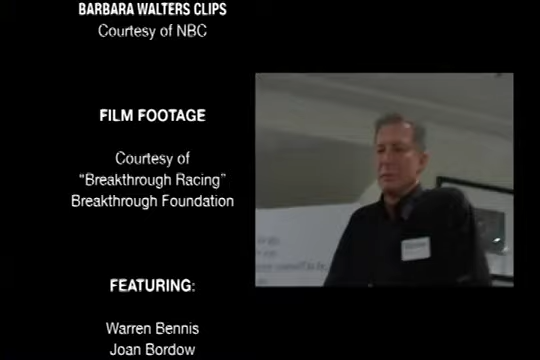 BARBARA WALTERS CLIPS
Courtesy of NBC
FILM FOOTAGE
Courtesy of
"Breakthrough Racing"
Breakthrough Foundation
FEATURING:
Warren Bennis
Joan Bordow